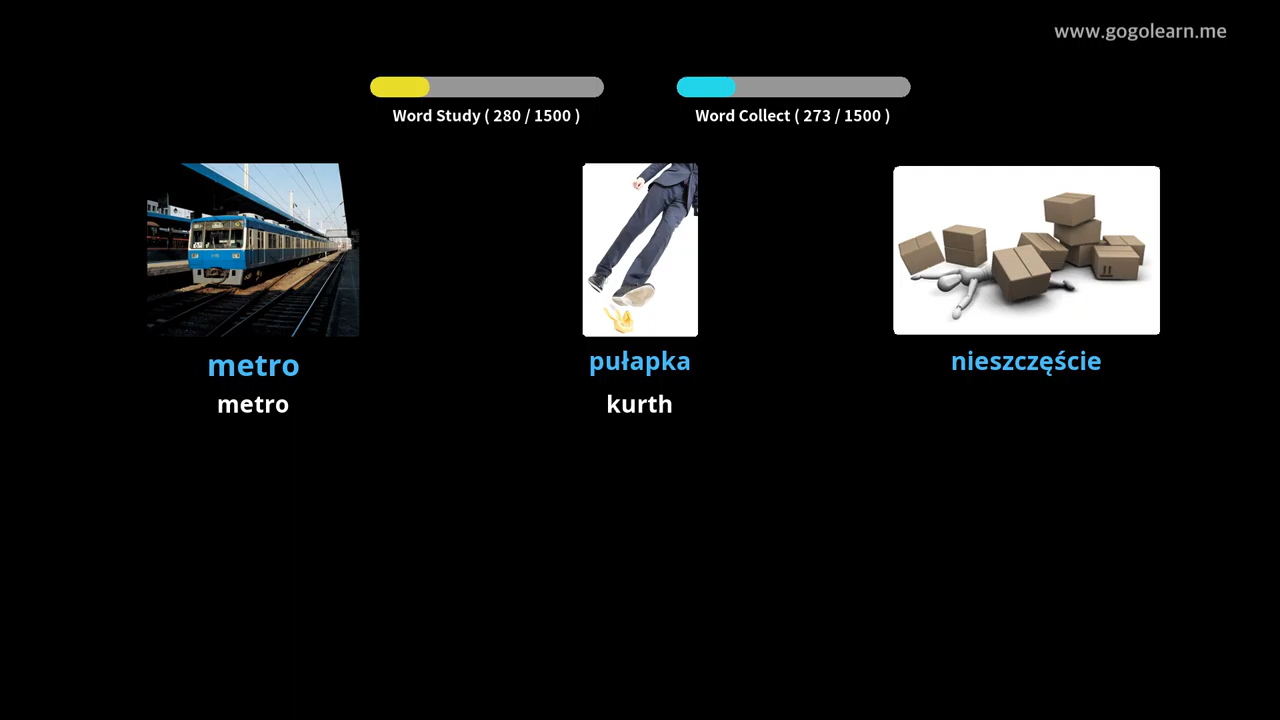 www.gogolearn.me
Word Study ( 280 / 1500 )
Word Collect ( 273 / 1500 )
metro
metro
pułapka
kurth
nieszczęście